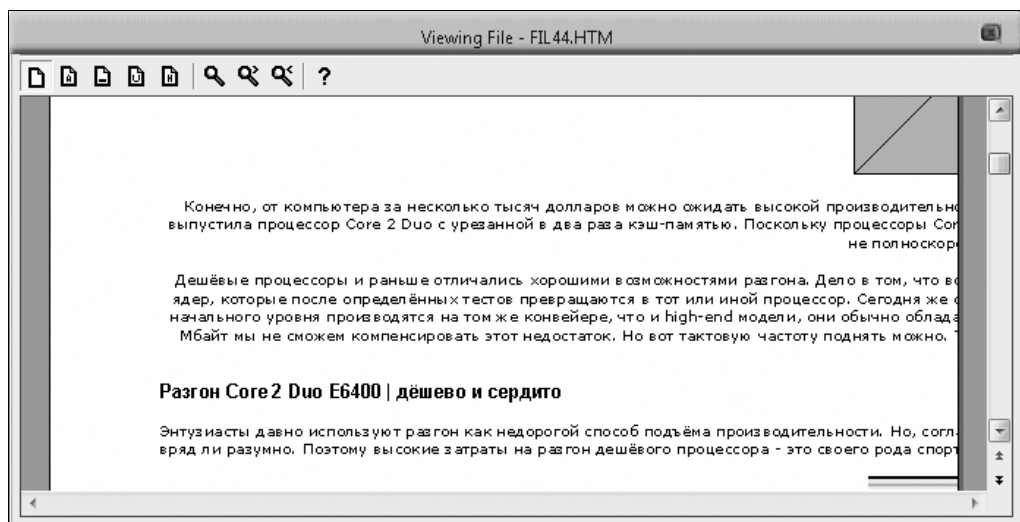 Viewing File - FIL44.HTM
Конечно, от компьютера за несколько тысяч долларов можно ожидать высокой производительно
выпустила процессор Core 2 Duo с урезанной в два раза кэш-памятью. Поскольку процессоры Cor
не полноскоро
Дешёвые процессоры и раньше отличались хорошими возможностями разгона. Дело в том, что вс
ядер, которые после определённых тестов превращаются в тот или иной процессор. Сегодня же
начального уровня производятся на том же конвейере, что и high-end модели, они обычно облада
Мбайт мы не сможем компенсировать этот недостаток. Но вот тактовую частоту поднять можно.
Разгон Core 2 Duo E6400 | дёшево и сердито
Энтузиасты давно используют разгон как недорогой способ подъёма производительности. Но, согл
вряд ли разумно. Поэтому высокие затраты на разгон дешёвого процессора - это своего рода спорт